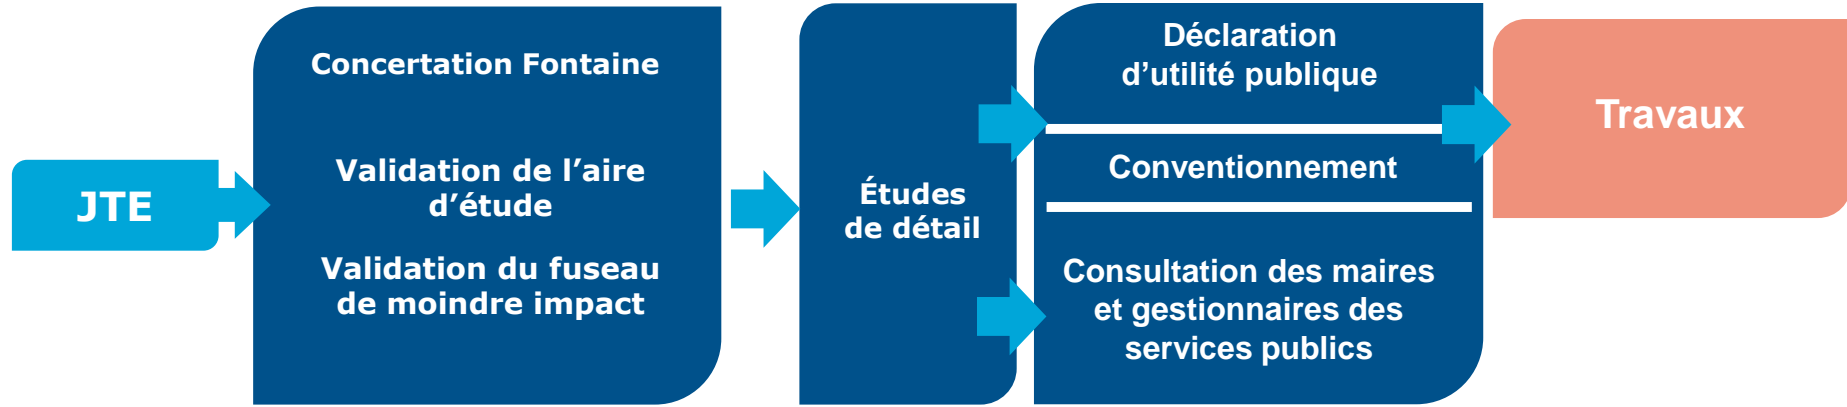 JTE
Concertation Fontaine
Validation de l’aire
d’étude
Validation du fuseau
de moindre impact
Études
de détail
Déclaration
d’utilité publique
Conventionnement
Consultation des maires
et gestionnaires des
services publics
Travaux